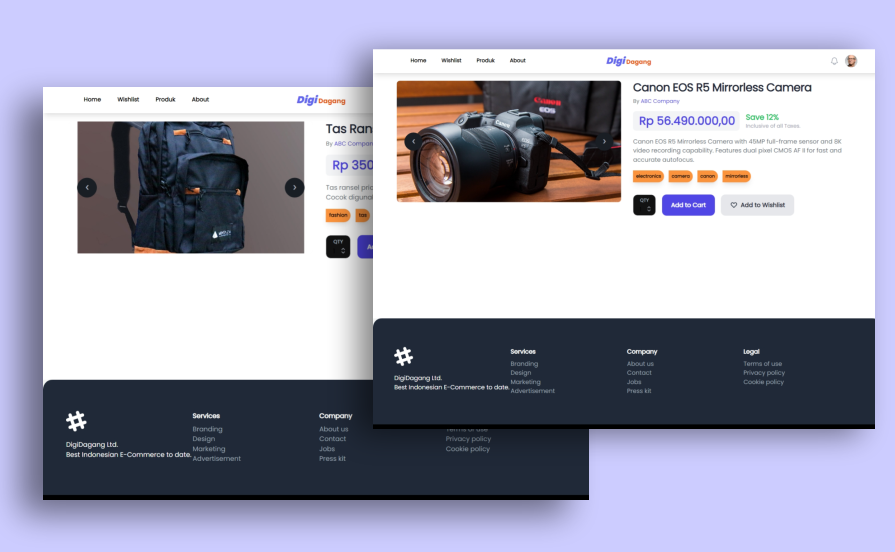 Home Wishlist Produk About DigiDagang
Canon EOS R5 Mirrorless Camera
By ABC Company
Rp 56.490.000,00
Save 12%
Inclusive of all Taxes.
Canon EOS R5 Mirrorless Camera with 45MP full-frame sensor and 8K
video recording capability. Features dual pixel CMOS AF II for fast and
accurate autofocus.
electronics camera canon mirrorless
QTY
Add to Cart
Add to Wishlist
Canon
EOS
Canon
DigiDagang Ltd.
Best Indonesian E-Commerce to date.
Services
Branding
Design
Marketing
Advertisement
Company
About us
Contact
Jobs
Press kit
Legal
Terms of use
Privacy policy
Cookie policy
Home Wishlist Produk About DigiDagang
Tas Ran
By ABC Compan
Rp 350
Tas ransel pric
Cocok diguna
fashion tas
QTY
A
DigiDagang Ltd.
Best Indonesian E-Commerce to date.
Services
Branding
Design
Marketing
Advertisement
Company
About us
Contact
Jobs
Press kit
Terms of use
Privacy policy
Cookie policy